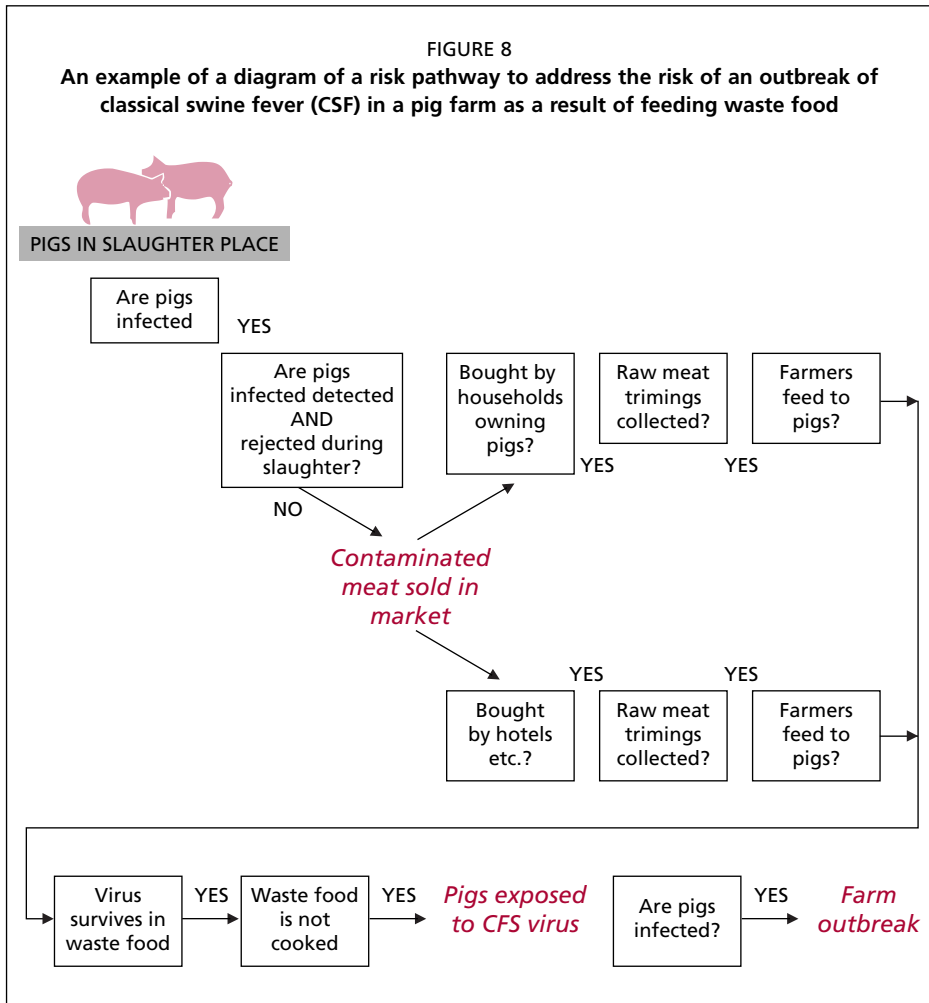 FIGURE 8
An example of a diagram of a risk pathway to address the risk of an outbreak of
classical swine fever (CSF) in a pig farm as a result of feeding waste food
PIGS IN SLAUGHTER PLACE
Are pigs
infected
YES
Are pigs
infected detected
AND
rejected during
slaughter?
NO
Contaminated
meat sold in
market
Bought by
households
owning
pigs?
YES
Raw meat
trimings
collected?
YES
Farmers
feed to
pigs?
Bought
by hotels
etc.?
YES
Raw meat
trimings
collected?
YES
Farmers
feed to
pigs?
Virus
survives in
waste food
YES
Waste food
is not
cooked
YES
Pigs exposed
to CFS virus
Are pigs
infected?
YES
Farm
outbreak